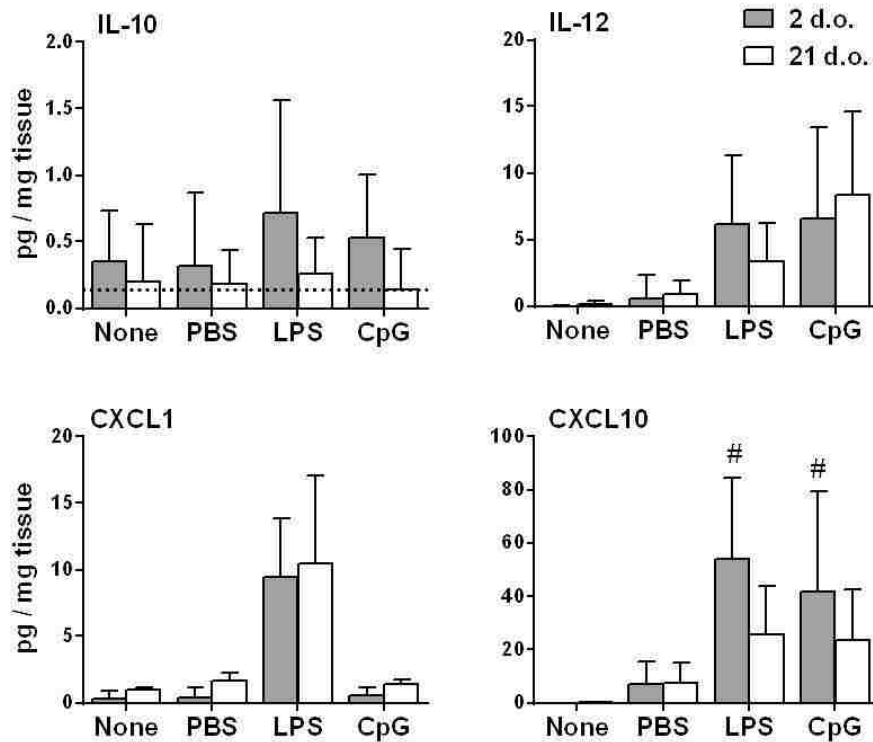 IL-10
2.0
1.5
1.0
0.5
0.0
pg / mg tissue
None PBS LPS CpG
IL-12
2 d.o.
21 d.o.
20
15
10
5
0
None PBS LPS CpG
CXCL1
20
15
10
5
0
pg / mg tissue
None PBS LPS CpG
CXCL10
100
80
60
40
20
0
# #
None PBS LPS CpG